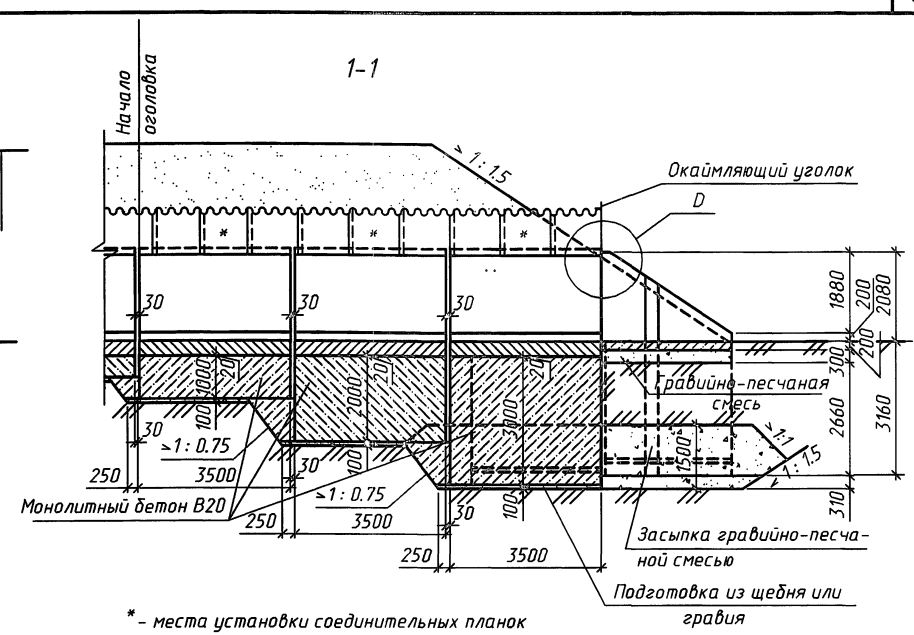 1-1
Начало
оголовка
> 1 : 1.5
Окаймляющий уголок
D
*
*
*
1880
200
2080
30
30
30
200
300
1000
20
2000
20
3000
20
Гравийно-песчаная
смесь
2660
3160
100
100
100
1500
>1:1
1:1.5
310
30
≥1 : 0.75
250
3500
30
Монолитный бетон В20
≥1 : 0.75
250
3500
30
250
3500
Засыпка гравийно-песча-
ной смесью
Подготовка из щебня или
гравия
* - места установки соединительных планок